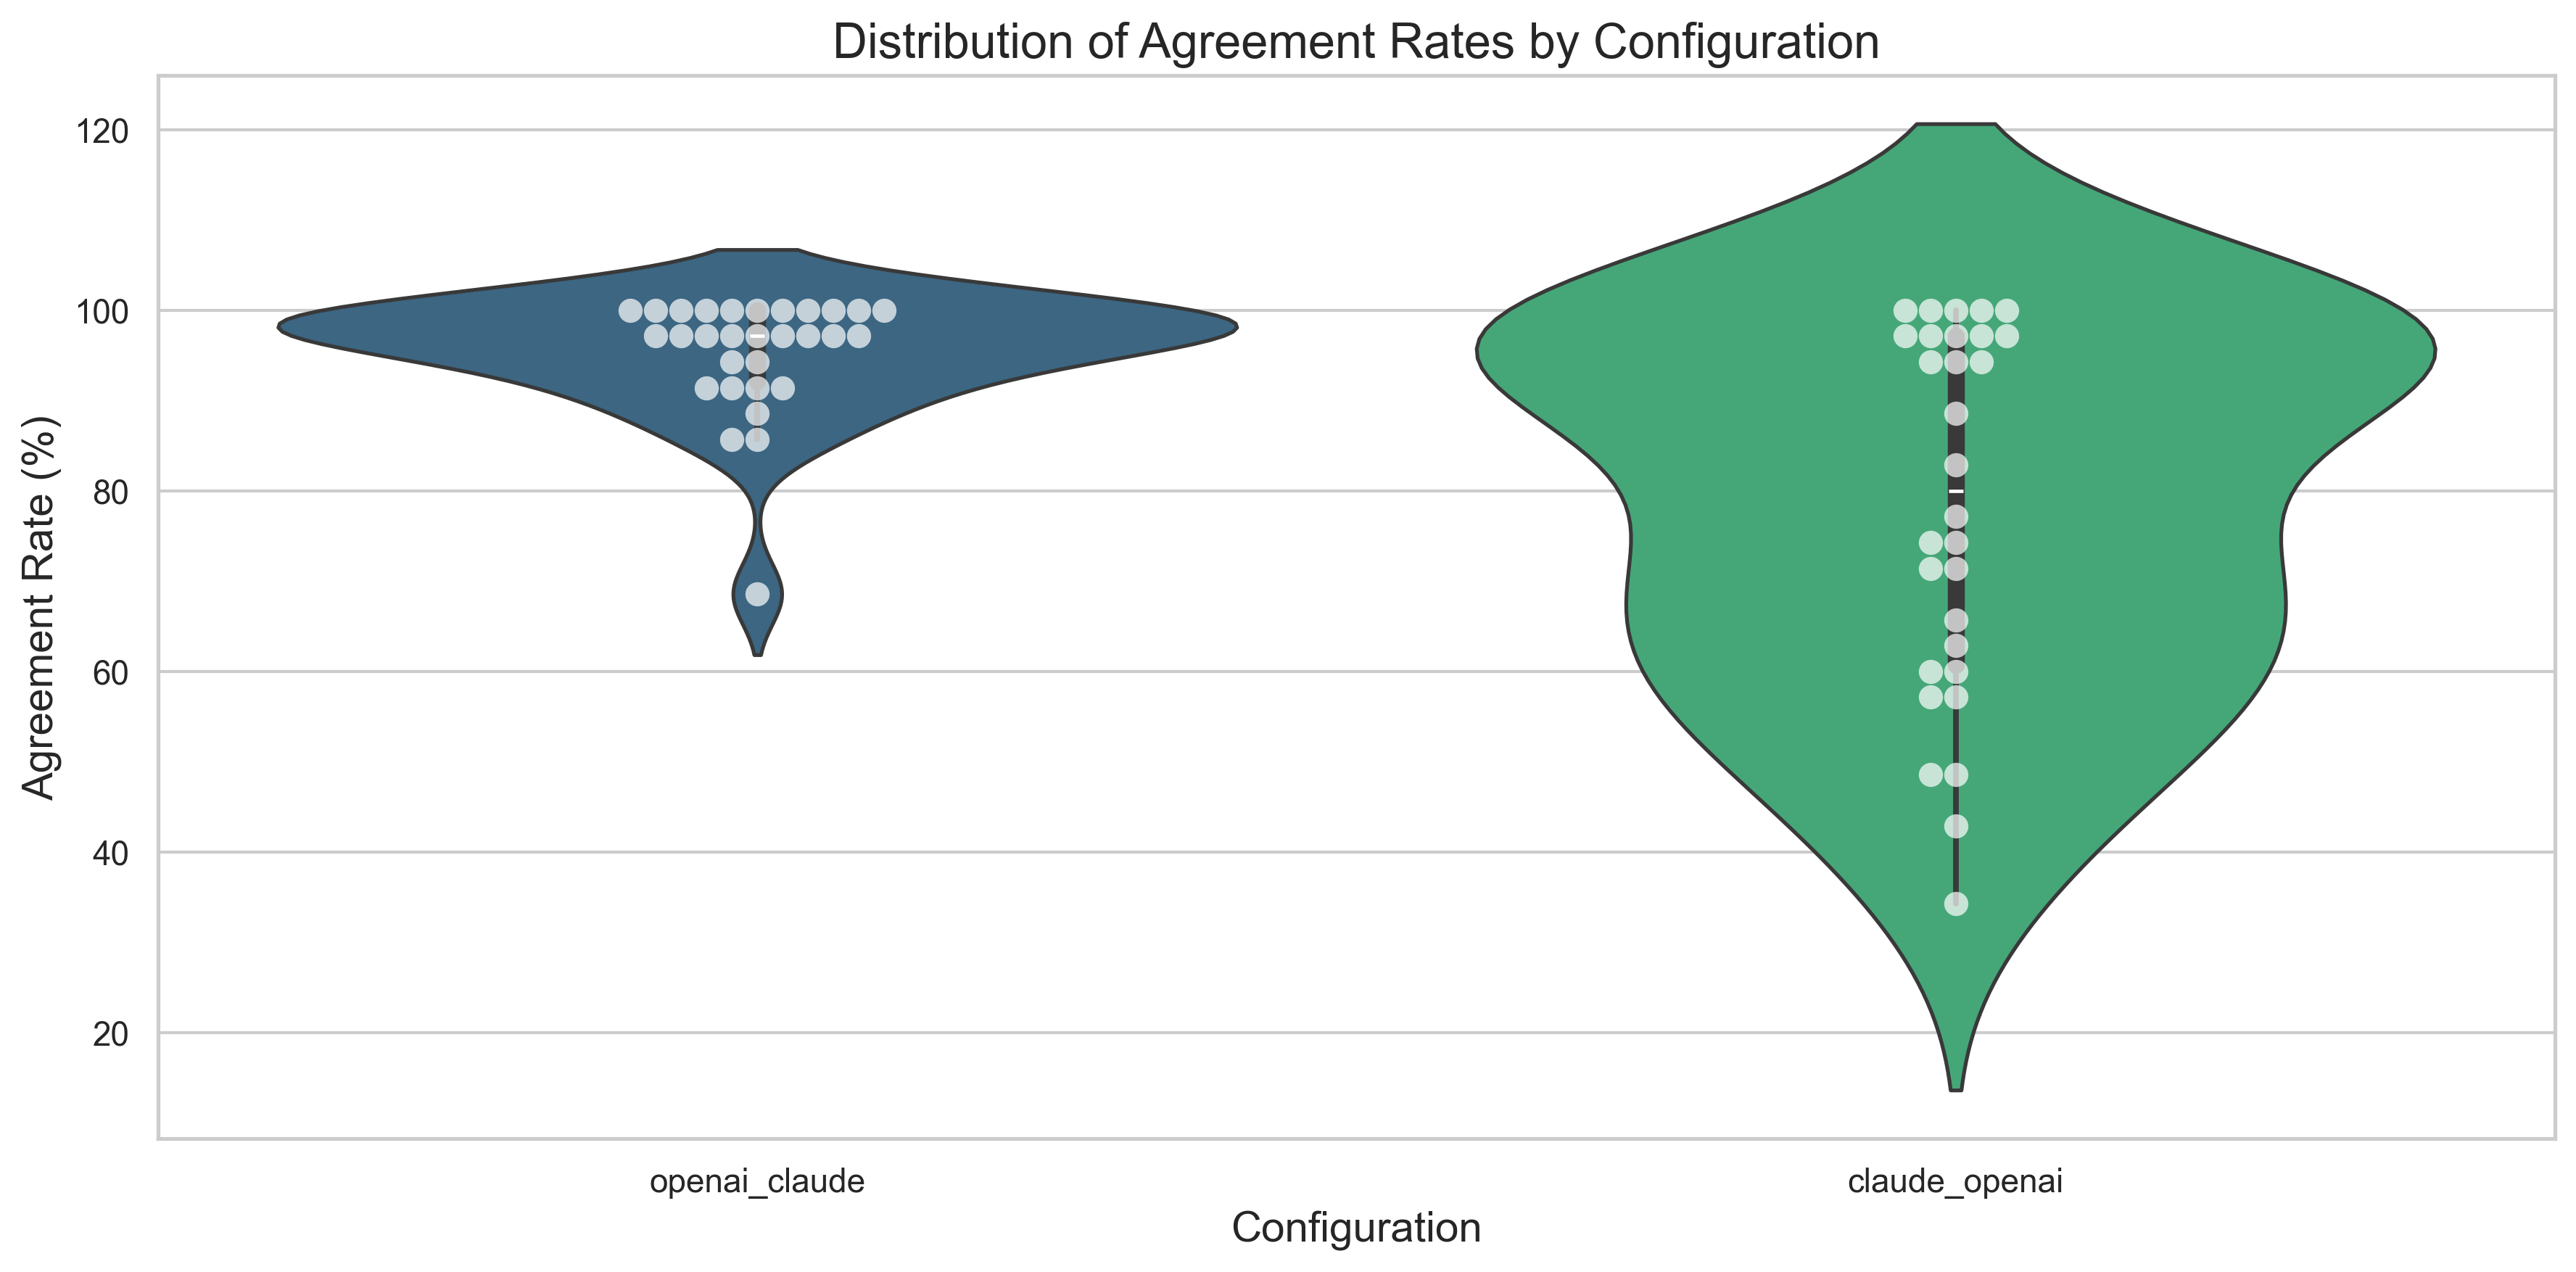 Distribution of Agreement Rates by Configuration
120
100
80
60
40
20
Agreement Rate (%)
openai_claude
claude_openai
Configuration